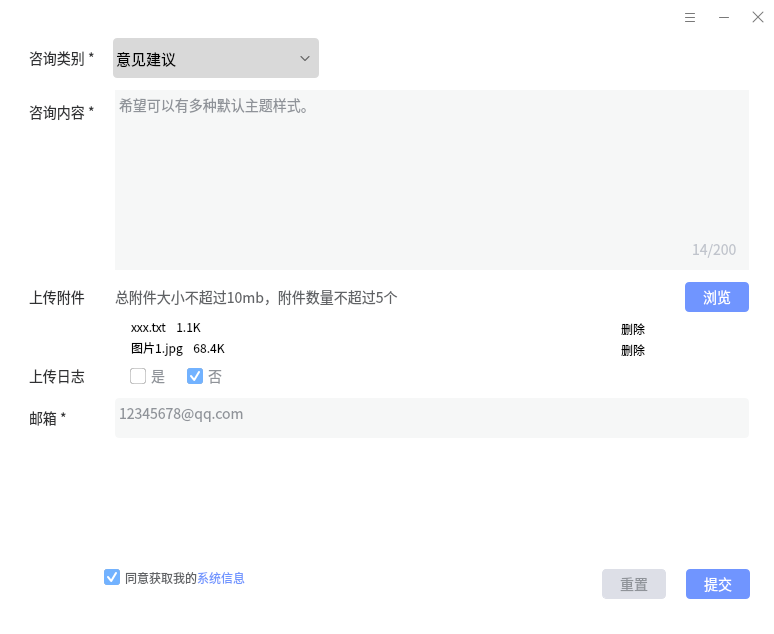 咨询类别 * 意见建议
咨询内容 * 希望可以有多种默认主题样式。
14/200
上传附件 总附件大小不超过10mb，附件数量不超过5个 浏览
xxx.txt 1.1K 删除
图片1.jpg 68.4K 删除
上传日志 是 否
邮箱 * 12345678@qq.com
同意获取我的系统信息 重置 提交